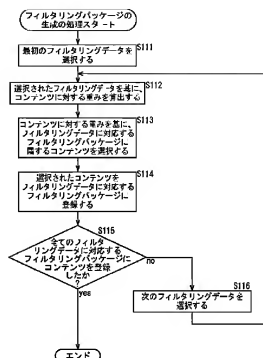 フィルタリングパッケージの
生成の処理スタート
S111
最初のフィルタリングデータを
選択する
S112
選択されたフィルタリングデータを基に、
コンテンツに対する重みを算出する
S113
コンテンツに対する重みを基に、
フィルタリングデータに対応する
フィルタリングパッケージに
属するコンテンツを選択する
S114
選択されたコンテンツを
フィルタリングデータに対応する
フィルタリングパッケージに
登録する
S115
全てのフィルタ
リングデータに対応する
フィルタリングパッケージに
コンテンツを登録
したか
?
no
yes
S116
次のフィルタリングデータを
選択する
エンド